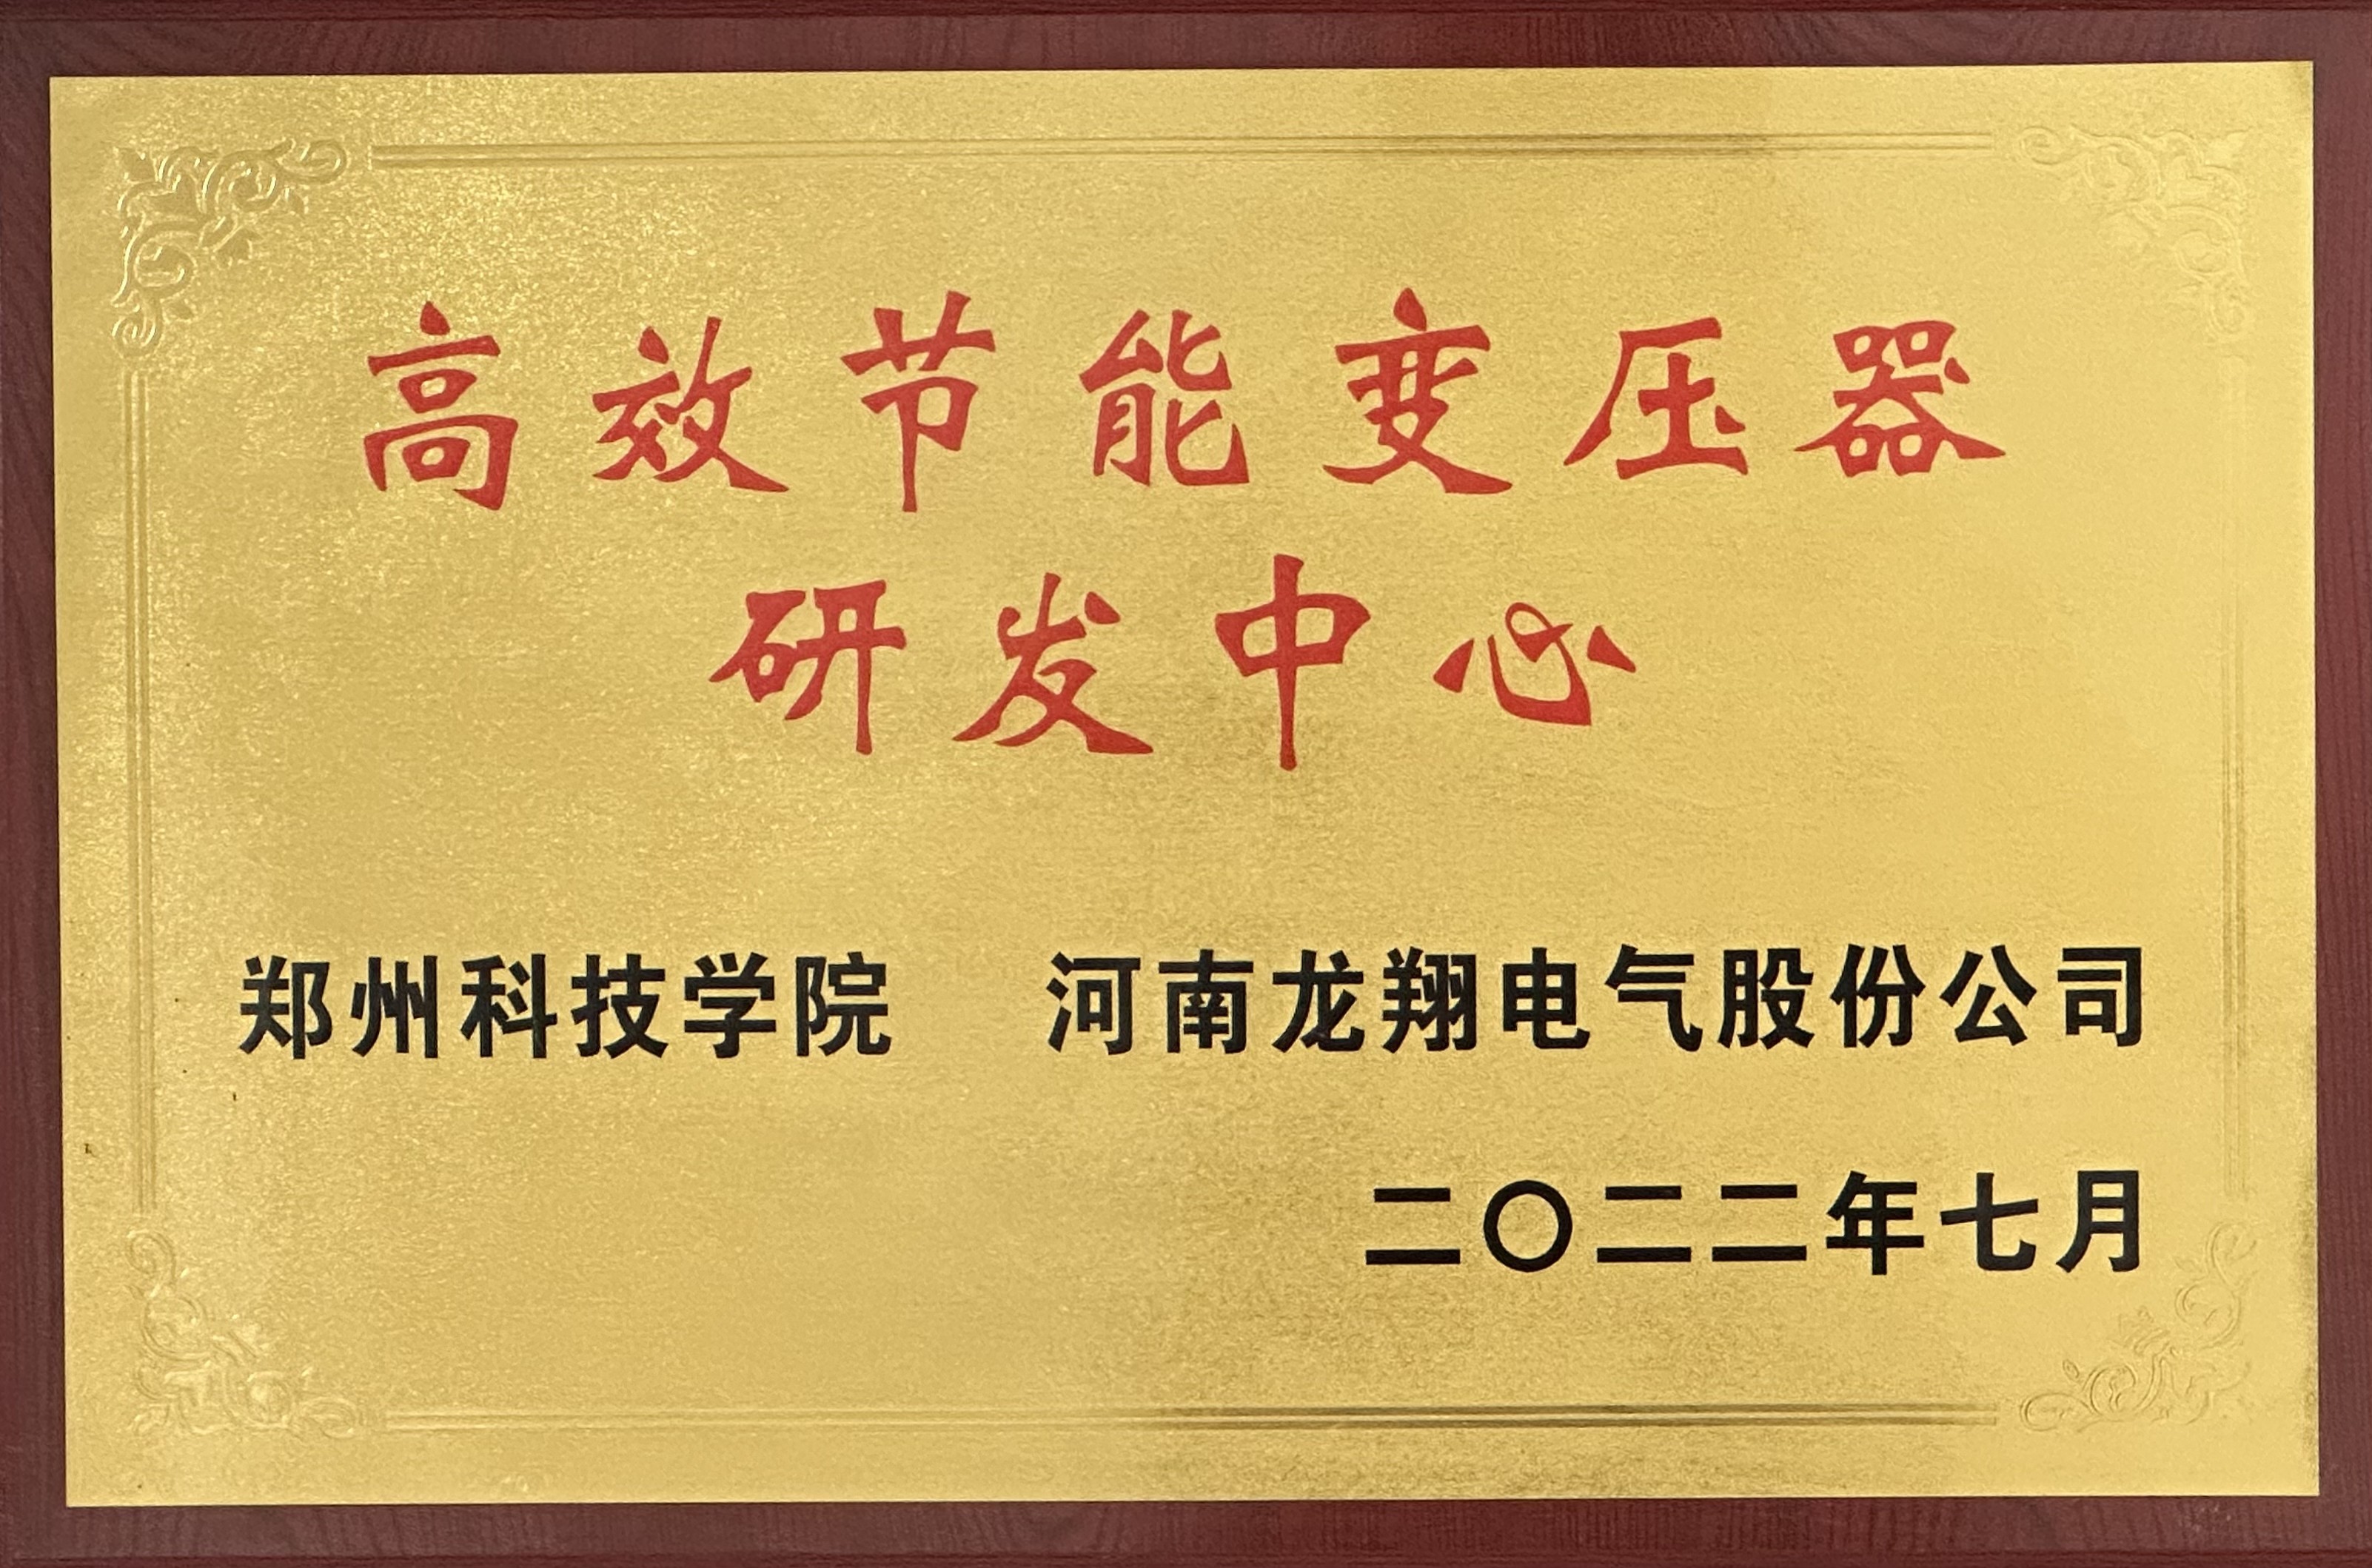 高效节能变压器
研发中心
郑州科技学院 河南龙翔电气股份公司
二〇二二年七月